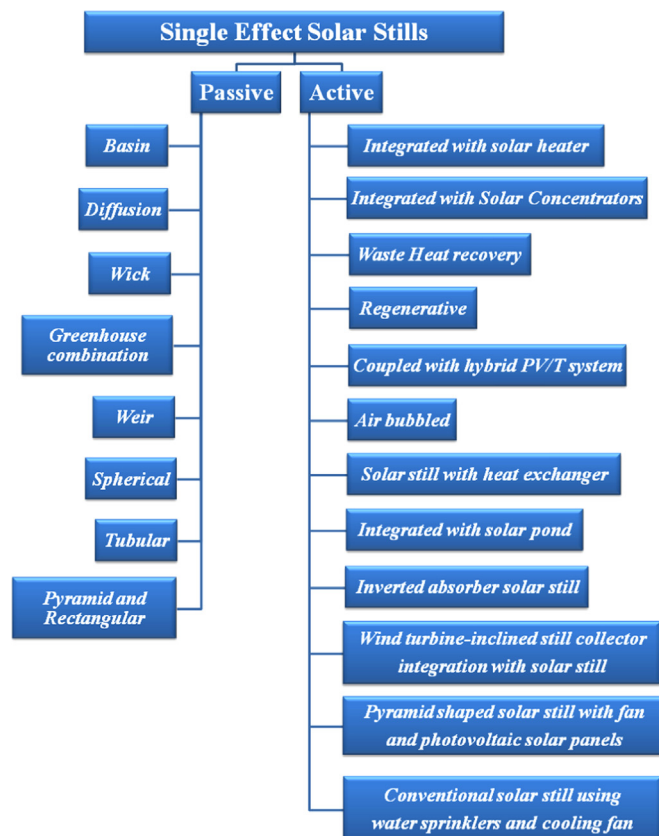 Single Effect Solar Stills
Passive
Active
Basin
Diffusion
Wick
Greenhouse
combination
Weir
Spherical
Tubular
Pyramid and
Rectangular
Integrated with solar heater
Integrated with Solar Concentrators
Waste Heat recovery
Regenerative
Coupled with hybrid PV/T system
Air bubbled
Solar still with heat exchanger
Integrated with solar pond
Inverted absorber solar still
Wind turbine-inclined still collector
integration with solar still
Pyramid shaped solar still with fan
and photovoltaic solar panels
Conventional solar still using
water sprinklers and cooling fan